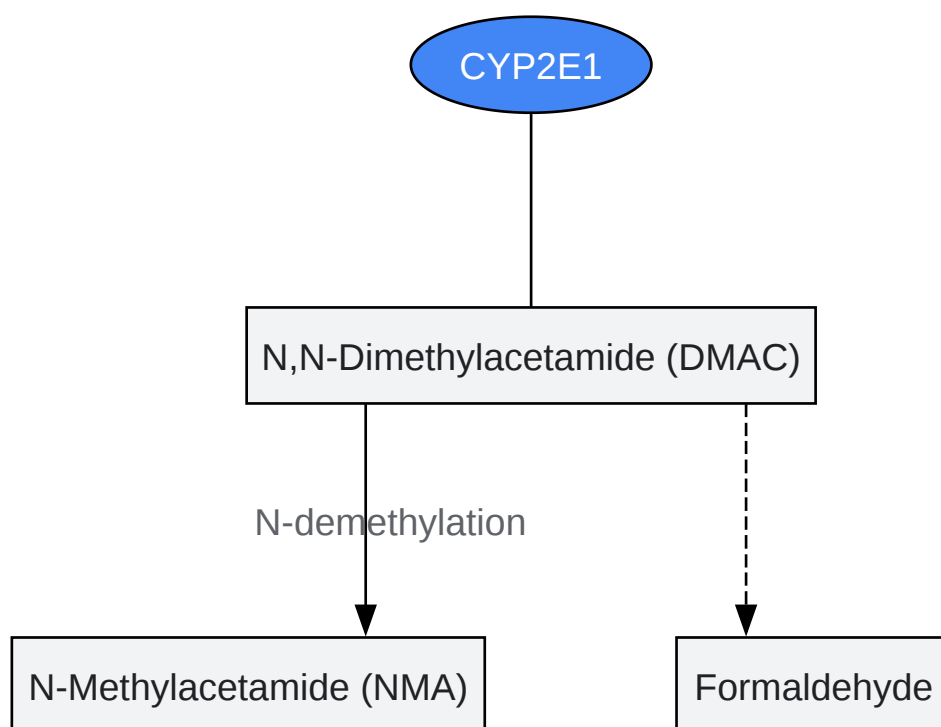 CYP2E1
N,N-Dimethylacetamide (DMAC)
N-demethylation
N-Methylacetamide (NMA)
Formaldehyde